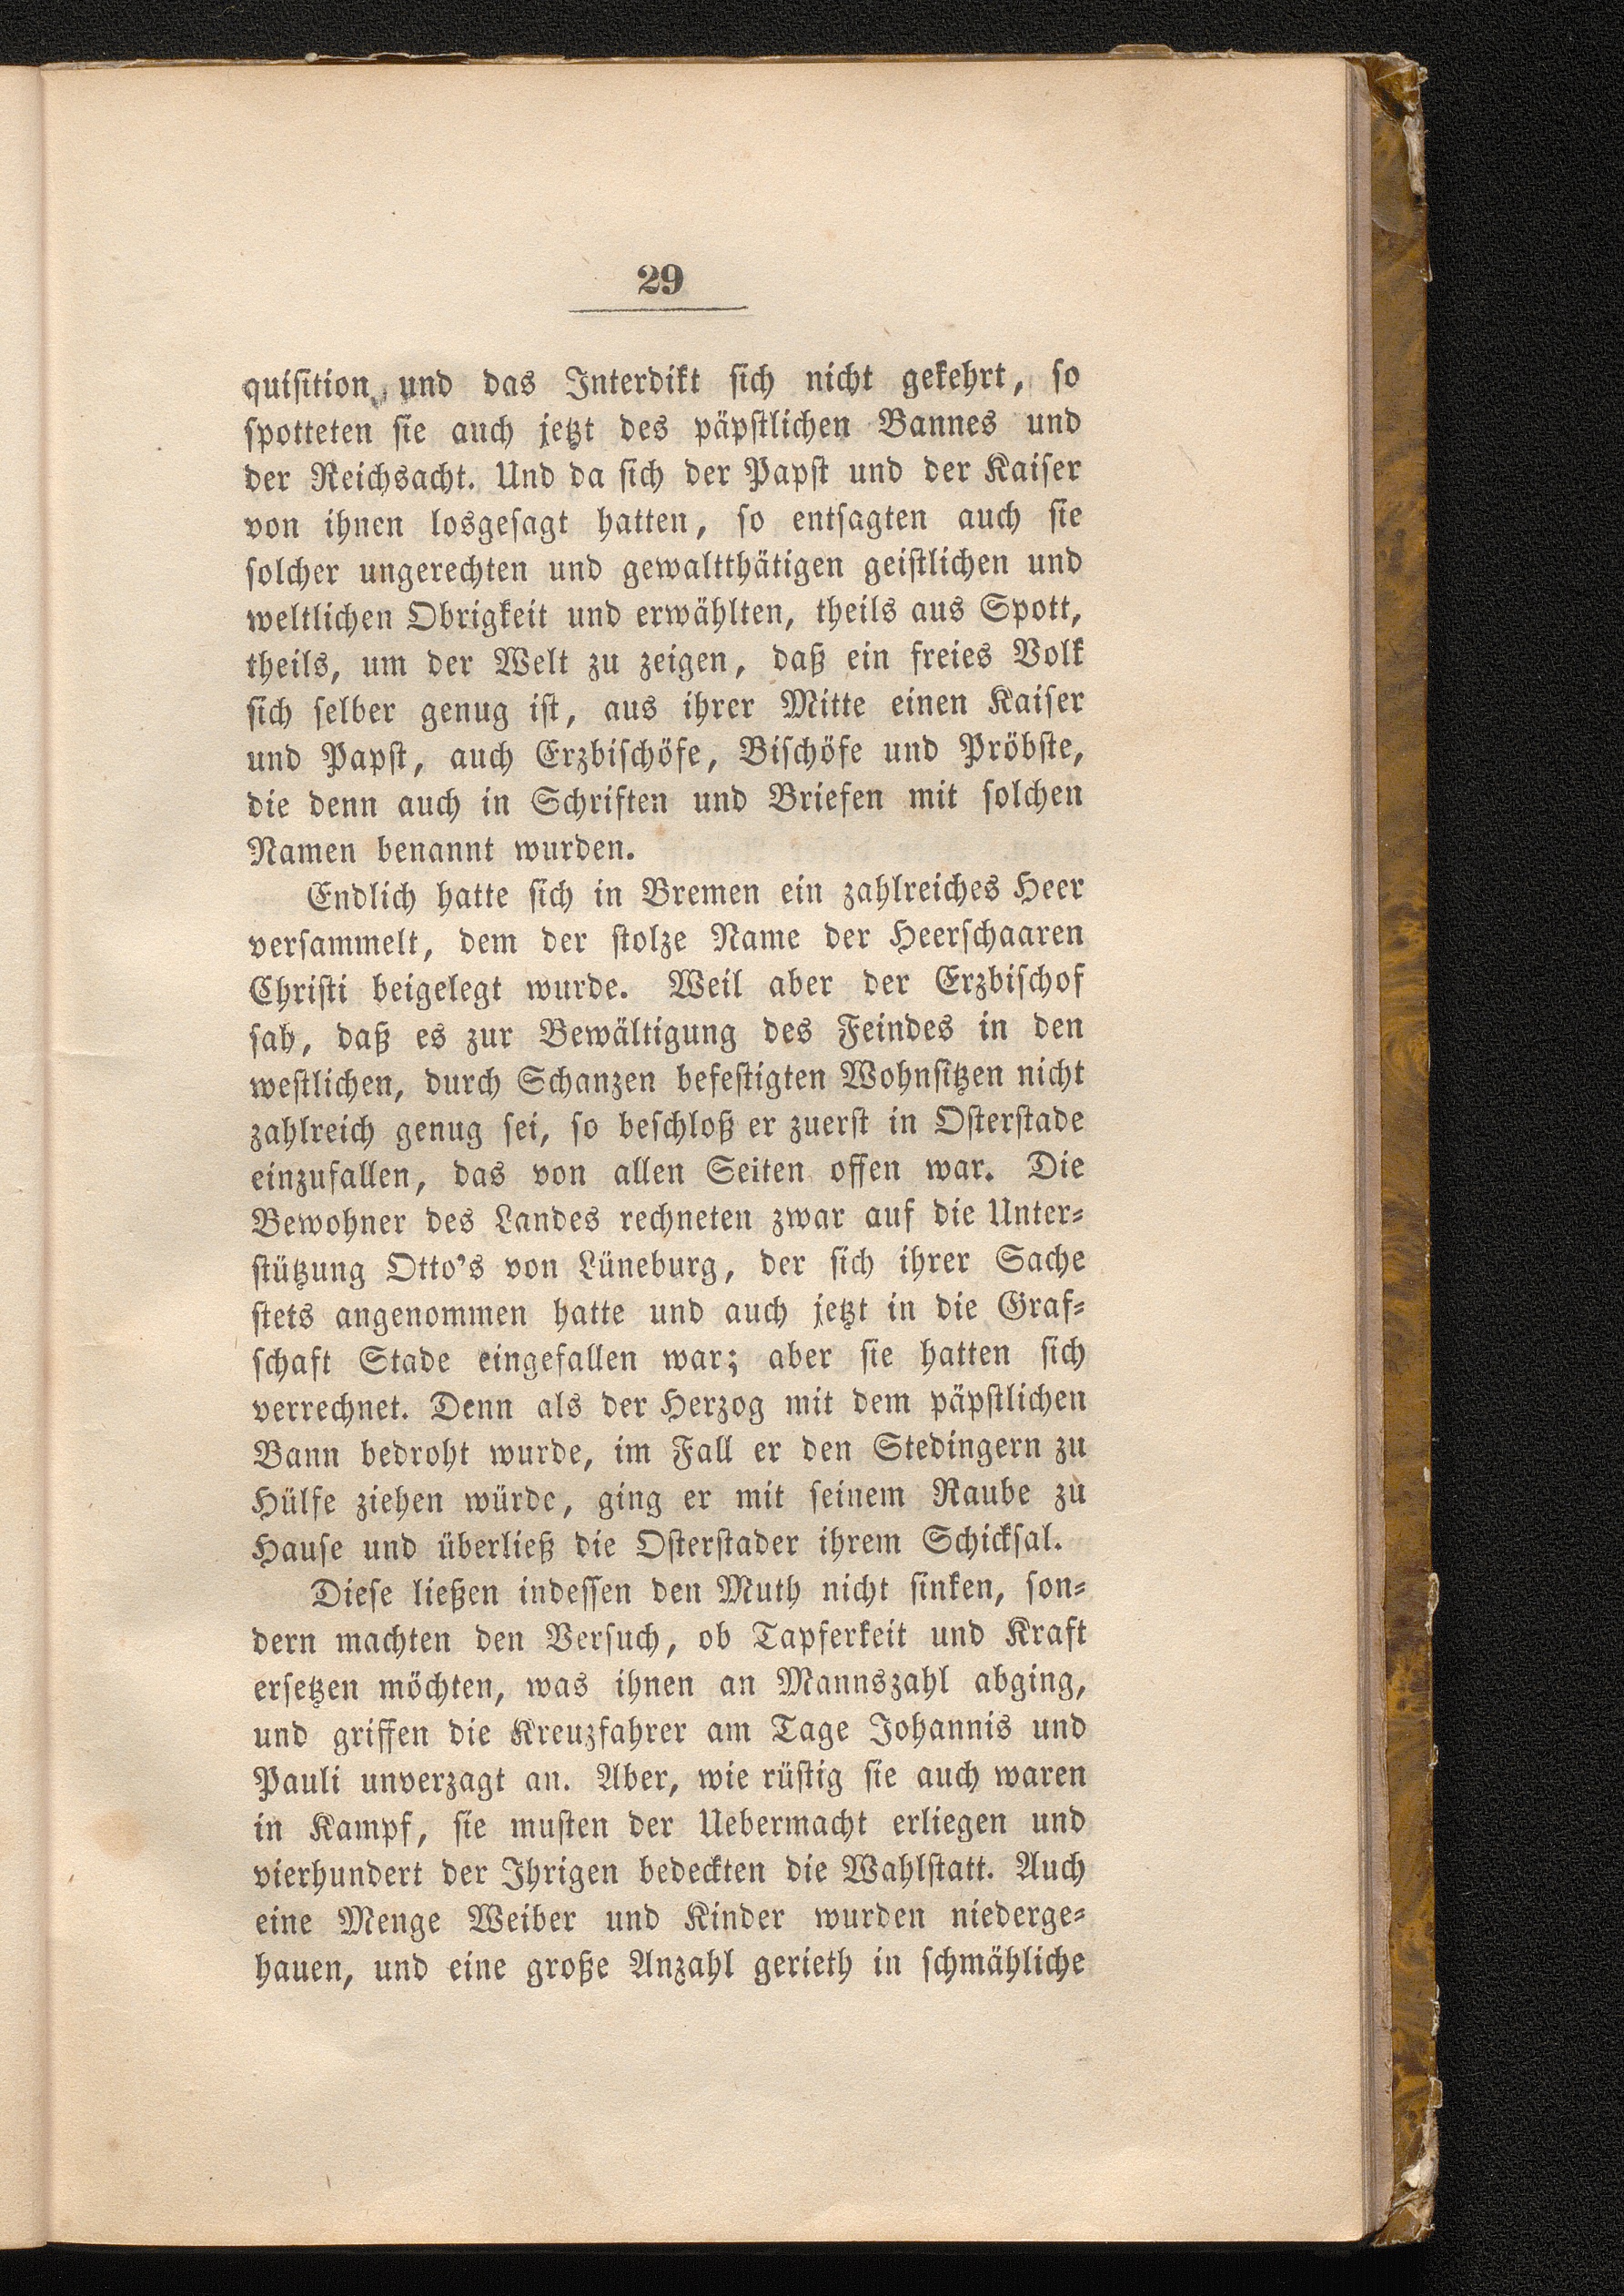 29
quiſition und das Interdikt ſich nicht gekehrt, ſo
ſpotteten ſie auch jetzt des päpſtlichen Bannes und
der Reichsacht. Und da ſich der Papſt und der Kaiſer
von ihnen losgeſagt hatten, ſo entſagten auch ſie
ſolcher ungerechten und gewaltthätigen geiſtlichen und
weltlichen Obrigkeit und erwählten, theils aus Spott,
theils, um der Welt zu zeigen, daß ein freies Volk
ſich ſelber genug iſt, aus ihrer Mitte einen Kaiſer
und Papſt, auch Erzbiſchöfe, Biſchöfe und Pröbſte,
die denn auch in Schriften und Briefen mit ſolchen
Namen benannt wurden.
Endlich hatte ſich in Bremen ein zahlreiches Heer
verſammelt, dem der ſtolze Name der Heerſchaaren
Chriſti beigelegt wurde. Weil aber der Erzbiſchof
ſah, daß es zur Bewältigung des Feindes in den
weſtlichen, durch Schanzen befeſtigten Wohnſitzen nicht
zahlreich genug ſei, ſo beſchloß er zuerſt in Oſterſtade
einzufallen, das von allen Seiten offen war. Die
Bewohner des Landes rechneten zwar auf die Unter⸗
ſtützung Otto's von Lüneburg, der ſich ihrer Sache
ſtets angenommen hatte und auch jetzt in die Graf⸗
ſchaft Stade eingefallen war; aber ſie hatten ſich
verrechnet. Denn als der Herzog mit dem päpſtlichen
Bann bedroht wurde, im Fall er den Stedingern zu
Hülfe ziehen würde, ging er mit ſeinem Raube zu
Hauſe und überließ die Oſterſtader ihrem Schickſal.
Dieſe ließen indeſſen den Muth nicht ſinken, ſon⸗
dern machten den Verſuch, ob Tapferkeit und Kraft
erſetzen möchten, was ihnen an Mannszahl abging,
und griffen die Kreuzfahrer am Tage Johannis und
Pauli unverzagt an. Aber, wie rüſtig ſie auch waren
in Kampf, ſie muſten der Uebermacht erliegen und
vierhundert der Ihrigen bedeckten die Wahlſtatt. Auch
eine Menge Weiber und Kinder wurden niederge⸗
hauen, und eine große Anzahl gerieth in ſchmähliche